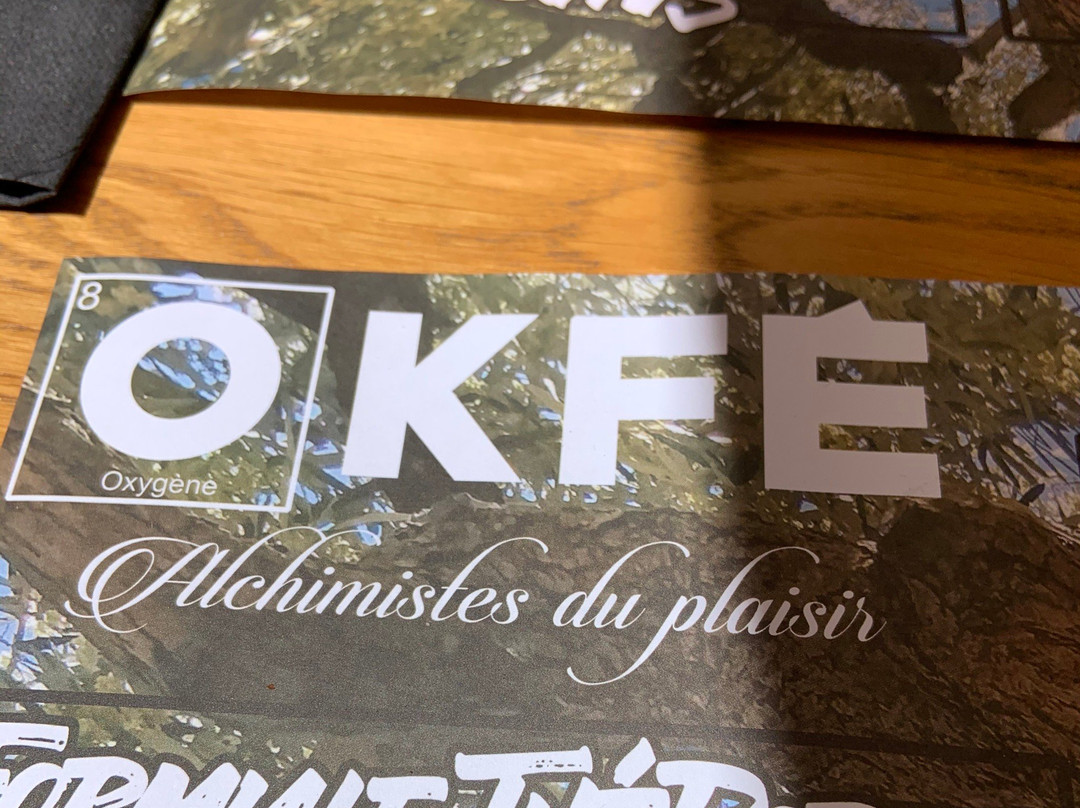 8
OKFÉ
Oxygène
Alchimistes du plaisir